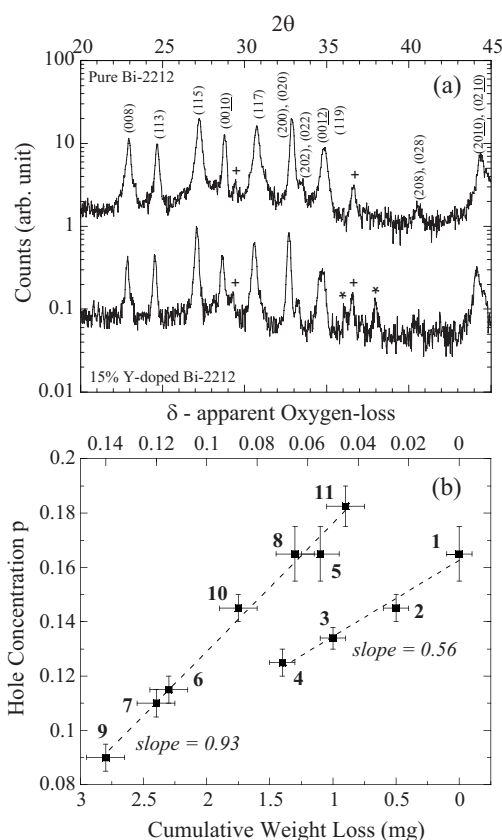 2θ
20 25 30 35 40 45
100
10
1
0.1
0.01
Counts (arb. unit)
Pure Bi-2212
(a)
(008)
(113)
(115)
(0010)
+
(117)
(200), (020)
(202), (022)
(0012)
(119)
+
(208), (028)
(2010), (0210)
+
*
+
*
15% Y-doped Bi-2212
δ - apparent Oxygen-loss
0.14 0.12 0.1 0.08 0.06 0.04 0.02 0
0.2
0.18
0.16
0.14
0.12
0.1
0.08
Hole Concentration p
(b)
11
8
5
1
10
2
3
slope = 0.56
4
6
7
9
slope = 0.93
3 2.5 2 1.5 1 0.5 0
Cumulative Weight Loss (mg)